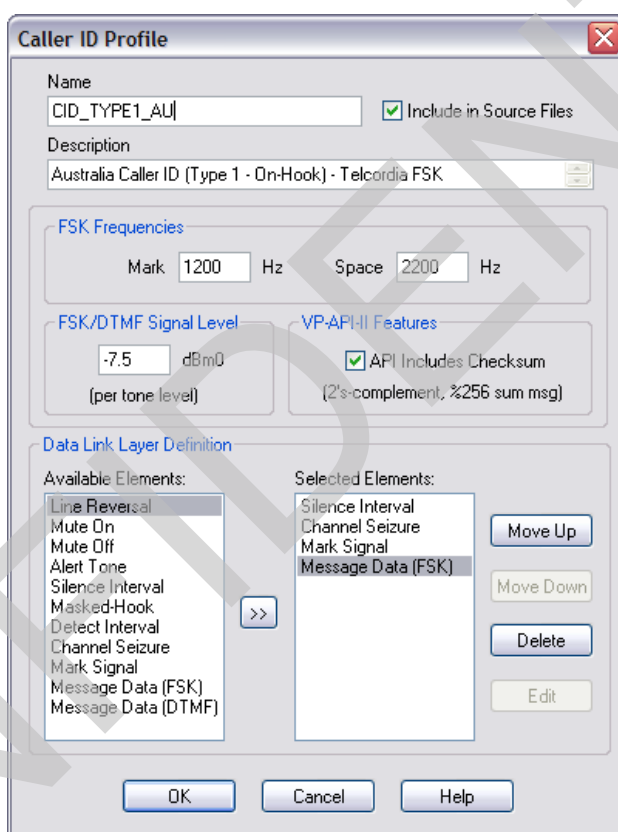 Caller ID Profile
Name
CID_TYPE1_AU
Include in Source Files
Description
Australia Caller ID (Type 1 - On-Hook) - Telcordia FSK
FSK Frequencies
Mark 1200 Hz Space 2200 Hz
FSK/DTMF Signal Level
-7.5 dBm0
(per tone level)
VP-API-II Features
API Includes Checksum
(2's-complement, %256 sum msg)
Data Link Layer Definition
Available Elements:
Line Reversal
Mute On
Mute Off
Alert Tone
Silence Interval
Masked-Hook
Detect Interval
Channel Seizure
Mark Signal
Message Data (FSK)
Message Data (DTMF)
>>
Selected Elements:
Silence Interval
Channel Seizure
Mark Signal
Message Data (FSK)
Move Up
Move Down
Delete
Edit
OK Cancel Help